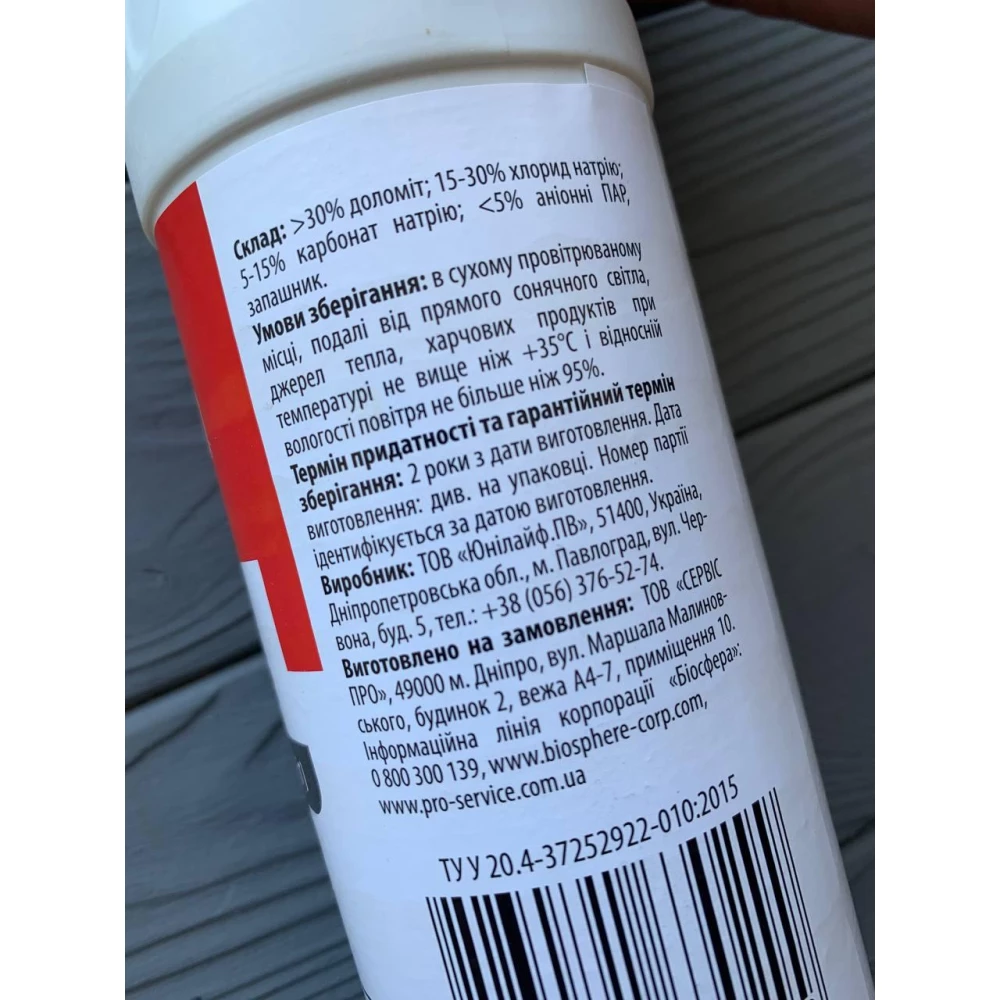 Склад: >30% доломіт; 15-30% хлорид натрію;
5-15% карбонат натрію; <5% аніонні ПАР,
запашник.
Умови зберігання: в сухому провітрюваному
місці, подалі від прямого сонячного світла,
джерел тепла, харчових продуктів при
температурі не вище ніж +35°С і відносній
вологості повітря не більше ніж 95%.
Термін придатності та гарантійний термін
зберігання: 2 роки з дати виготовлення. Дата
виготовлення: див. на упаковці. Номер партії
ідентифікується за датою виготовлення.
Виробник: ТОВ «Юнілайф.ПВ», 51400, Україна,
Дніпропетровська обл., м. Павлоград, вул. Чер-
вона, буд. 5, тел.: +38 (056) 376-52-74.
Виготовлено на замовлення: ТОВ «СЕРВІС
ПРО», 49000 м. Дніпро, вул. Маршала Малинов-
ського, будинок 2, вежа А4-7, приміщення 10.
Інформаційна лінія корпорації «Біосфера»:
0 800 300 139, www.biosphere-corp.com,
www.pro-service.com.ua
ТУ У 20.4-37252922-010:2015